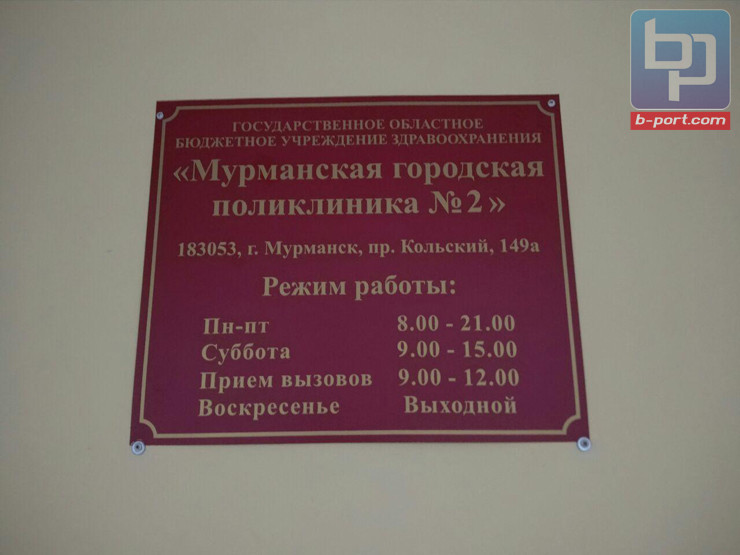 bp
b-port.com
ГОСУДАРСТВЕННОЕ ОБЛАСТНОЕ
БЮДЖЕТНОЕ УЧРЕЖДЕНИЕ ЗДРАВООХРАНЕНИЯ
«Мурманская городская
поликлиника №2»
183053, г. Мурманск, пр. Кольский, 149а
Режим работы:
Пн-пт 8.00 - 21.00
Суббота 9.00 - 15.00
Прием вызовов 9.00 - 12.00
Воскресенье Выходной